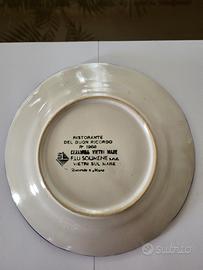 RISTORANTE
DEL BUON RICORDO
CERAMICA VIETRI MARE
F.LLI SOLIMENE s.n.c.
VIETRI SUL MARE
Subito.it